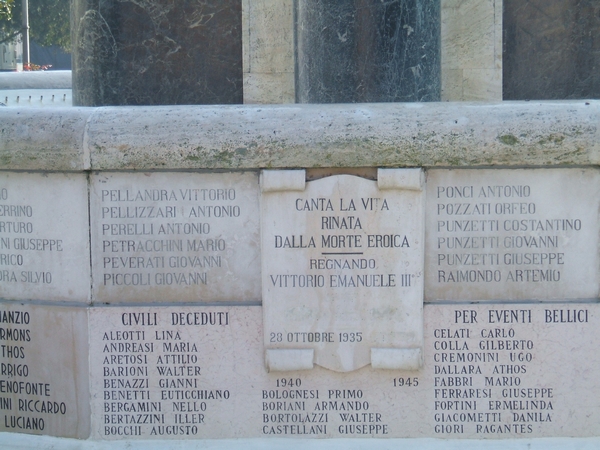 ERRINO
ARTURO
NI GIUSEPPE
RICO
ORA SILVIO
PELLANDRA VITTORIO
PELLIZZARI ANTONIO
PERELLI ANTONIO
PETRACCHINI MARIO
PEVERATI GIOVANNI
PICCOLI GIOVANNI
CANTA LA VITA
RINATA
DALLA MORTE EROICA
REGNANDO
VITTORIO EMANUELE III
28 OTTOBRE 1935
PONCI ANTONIO
POZZATI ORFEO
PUNZETTI COSTANTINO
PUNZETTI GIOVANNI
PUNZETTI GIUSEPPE
RAIMONDO ARTEMIO
ANZIO
RMONS
THOS
RRIGO
ENOFONTE
INI RICCARDO
LUCIANO
CIVILI DECEDUTI
ALEOTTI LINA
ANDREASI MARIA
ARETOSI ATTILIO
BARIONI WALTER
BENAZZI GIANNI
BENETTI EUTICCHIANO
BERGAMINI NELLO
BERTAZZINI ILLER
BOCCHI AUGUSTO
1940 1945
BOLOGNESI PRIMO
BORIANI ARMANDO
BORTOLAZZI WALTER
CASTELLANI GIUSEPPE
PER EVENTI BELLICI
CELATI CARLO
COLLA GILBERTO
CREMONINI UGO
DALLARA ATHOS
FABBRI MARIO
FERRARESI GIUSEPPE
FORTINI ERMELINDA
GIACOMETTI DANILA
GIORI RAGANTES